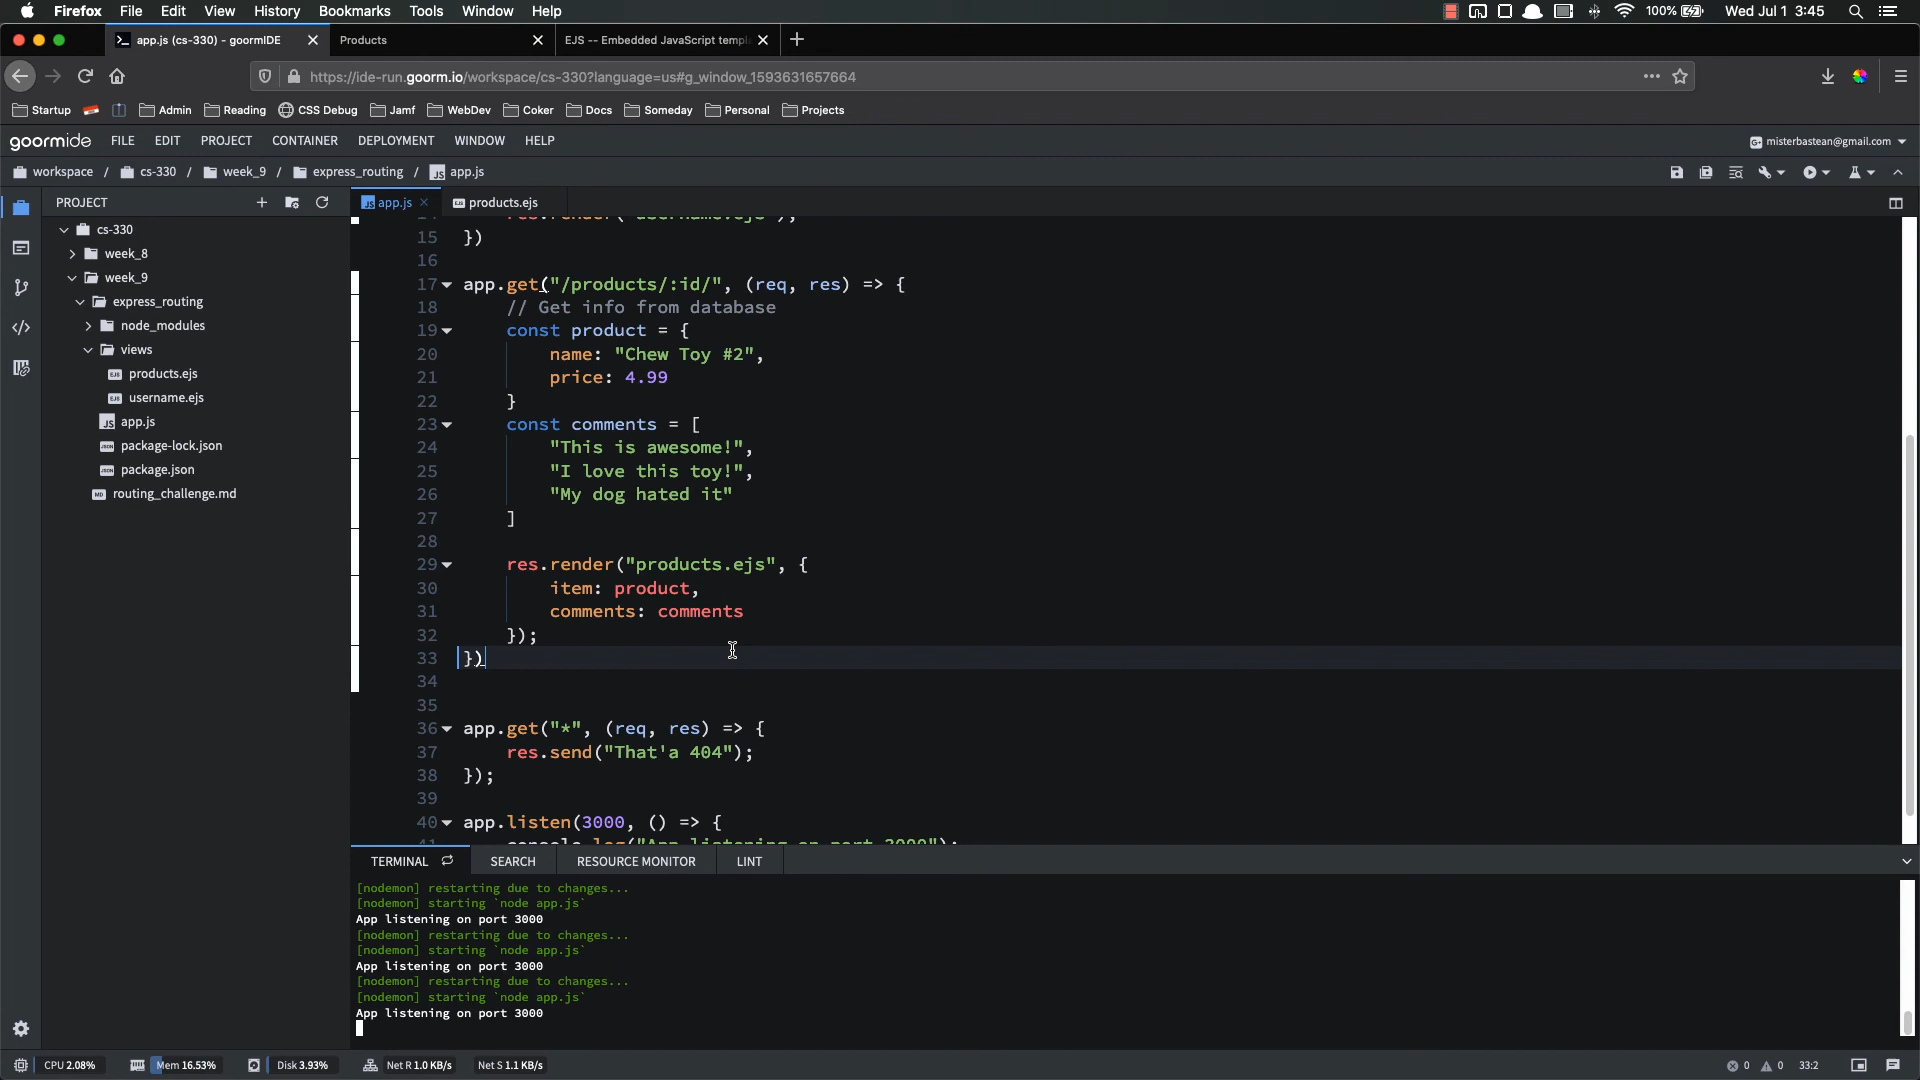 Firefox File Edit View History Bookmarks Tools Window Help 100% Wed Jul 1 3:45
app.js (cs-330) - goormIDE Products EJS -- Embedded JavaScript templ
https://ide-run.goorm.io/workspace/cs-330?language=us#g_window_1593631657664
Startup Admin Reading CSS Debug Jamf WebDev Coker Docs Someday Personal Projects
goormide FILE EDIT PROJECT CONTAINER DEPLOYMENT WINDOW HELP misterbastean@gmail.com
workspace / cs-330 / week_9 / express_routing / app.js
PROJECT
cs-330
week_8
week_9
express_routing
node_modules
views
products.ejs
username.ejs
app.js
package-lock.json
package.json
routing_challenge.md
app.js products.ejs
15 })
16
17 app.get("/products/:id/", (req, res) => {
18 // Get info from database
19 const product = {
20 name: "Chew Toy #2",
21 price: 4.99
22 }
23 const comments = [
24 "This is awesome!",
25 "I love this toy!",
26 "My dog hated it"
27 ]
28
29 res.render("products.ejs", {
30 item: product,
31 comments: comments
32 });
33 })
34
35
36 app.get("*", (req, res) => {
37 res.send("That'a 404");
38 });
39
40 app.listen(3000, () => {
41 console.log("App listening on port 3000");
TERMINAL SEARCH RESOURCE MONITOR LINT
[nodemon] restarting due to changes...
[nodemon] starting `node app.js`
App listening on port 3000
[nodemon] restarting due to changes...
[nodemon] starting `node app.js`
App listening on port 3000
[nodemon] restarting due to changes...
[nodemon] starting `node app.js`
App listening on port 3000
CPU 2.08% Mem 16.53% Disk 3.93% Net R 1.0 KB/s Net S 1.1 KB/s 0 0 33:2